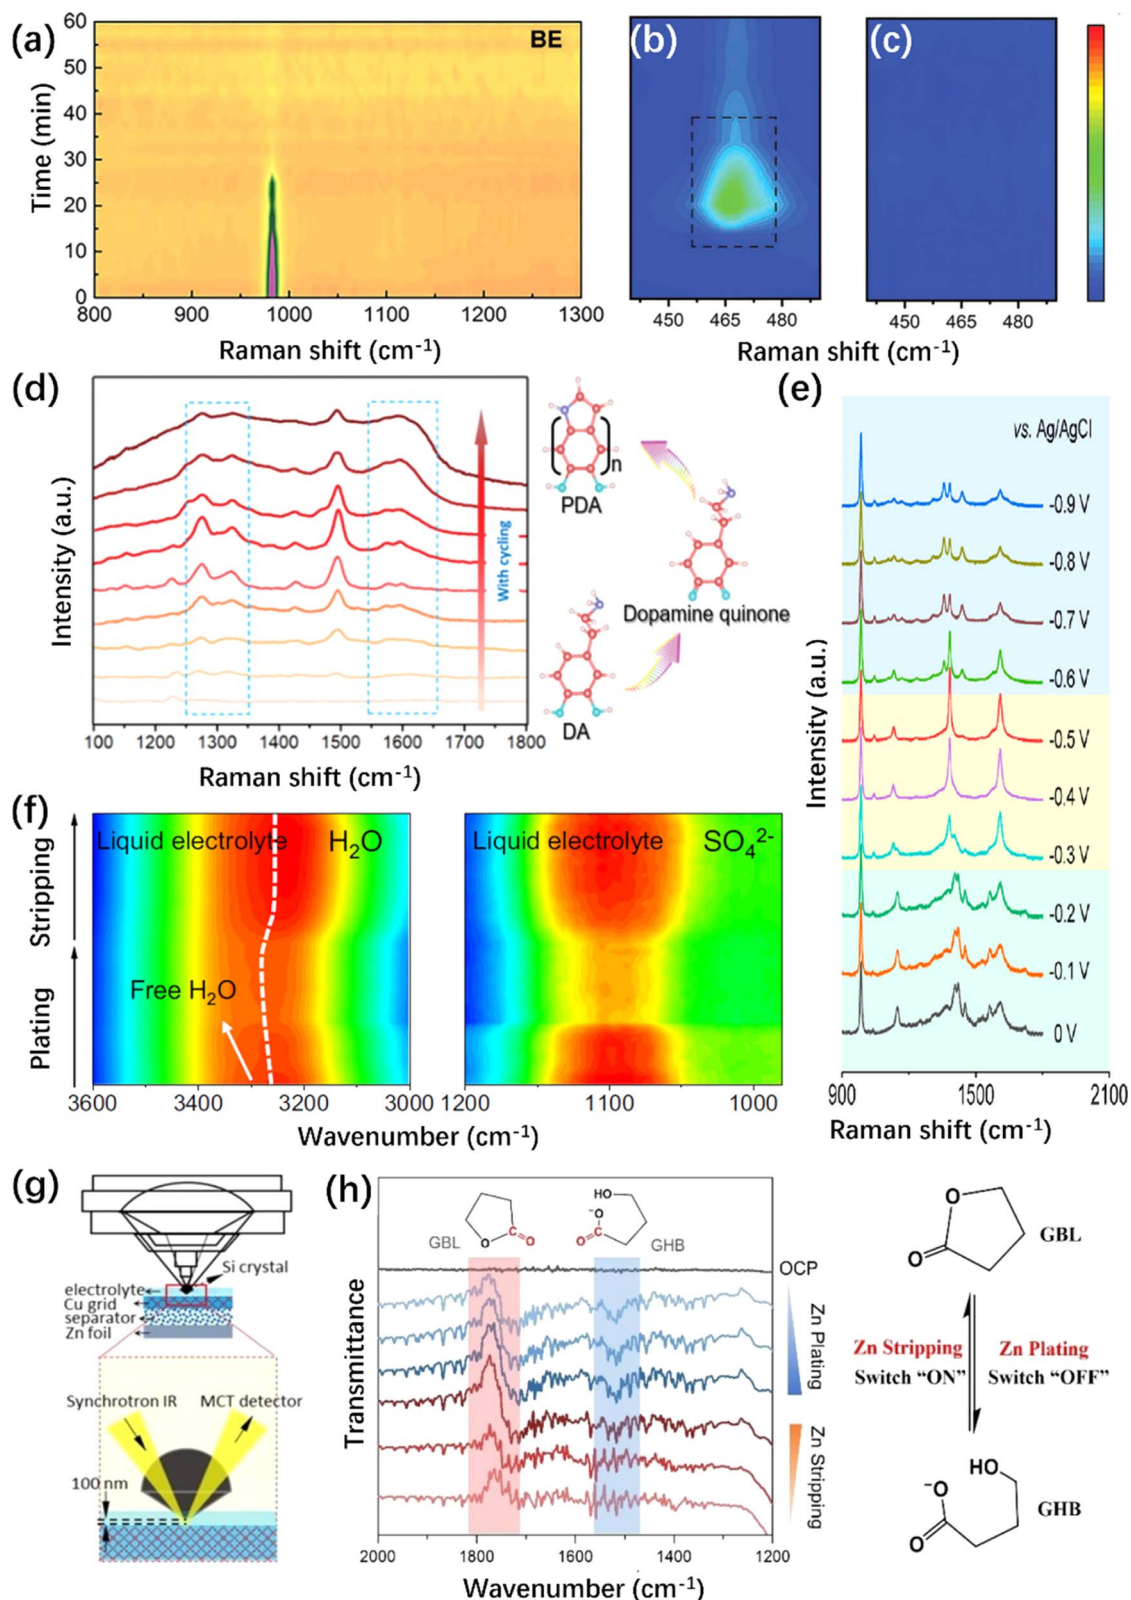 (a)
BE
Time (min)
60
50
40
30
20
10
0
800 900 1000 1100 1200 1300
Raman shift (cm-1)
(b)
450 465 480
(c)
450 465 480
Raman shift (cm-1)
(d)
Intensity (a.u.)
With cycling
100 1200 1300 1400 1500 1600 1700 1800
Raman shift (cm-1)
n
PDA
Dopamine quinone
DA
(e)
vs. Ag/AgCl
-0.9 V
-0.8 V
-0.7 V
-0.6 V
-0.5 V
-0.4 V
-0.3 V
-0.2 V
-0.1 V
0 V
Intensity (a.u.)
900 1500 2100
Raman shift (cm-1)
(f)
Plating Stripping
Liquid electrolyte H2O
Free H2O
3600 3400 3200 3000
Liquid electrolyte SO42-
1200 1100 1000
Wavenumber (cm-1)
(g)
Si crystal
electrolyte
Cu grid
separator
Zn foil
Synchrotron IR MCT detector
100 nm
(h)
GBL
O
O
HO
-O
O
GHB
OCP
Zn Plating
Zn Stripping
Transmittance
2000 1800 1600 1400 1200
Wavenumber (cm-1)
O
O
GBL
Zn Stripping
Switch “ON”
Zn Plating
Switch “OFF”
HO
-O
O
GHB